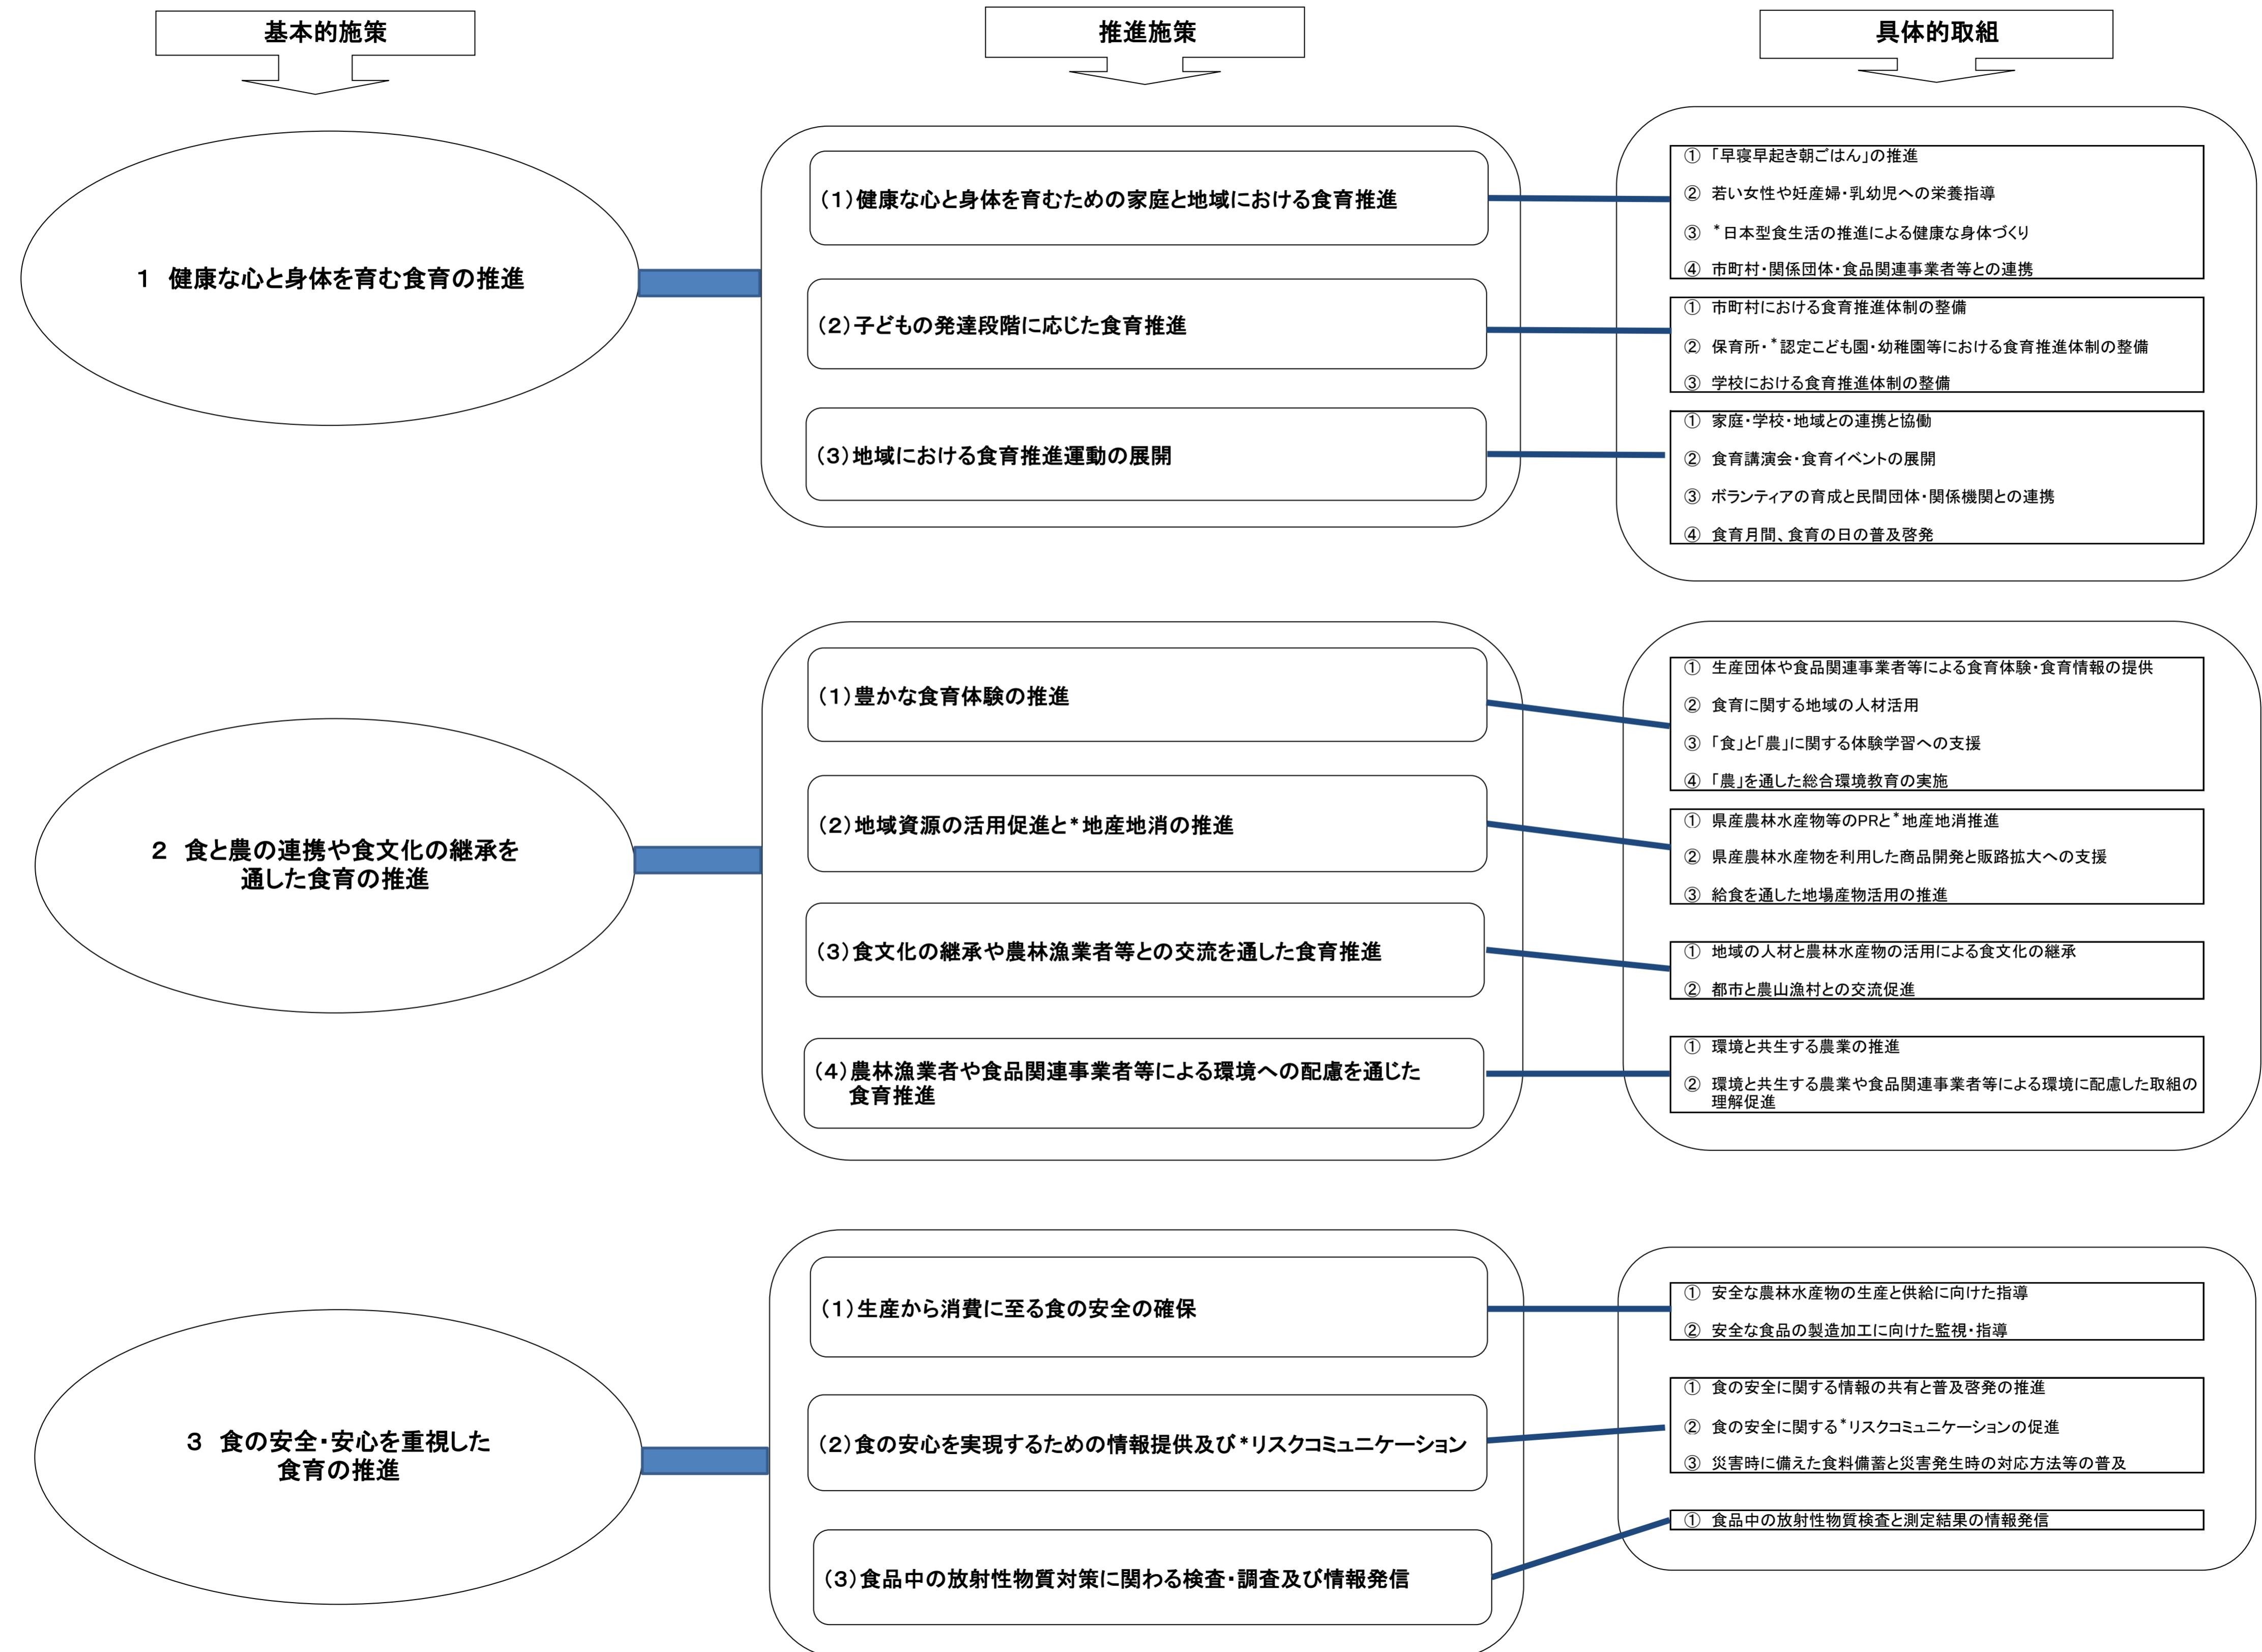 基本的施策
推進施策
具体的取組
1　健康な心と身体を育む食育の推進
(1)健康な心と身体を育むための家庭と地域における食育推進
① 「早寝早起き朝ごはん」の推進
② 若い女性や妊産婦・乳幼児への栄養指導
③ *日本型食生活の推進による健康な身体づくり
④ 市町村・関係団体・食品関連事業者等との連携
(2)子どもの発達段階に応じた食育推進
① 市町村における食育推進体制の整備
② 保育所・*認定こども園・幼稚園等における食育推進体制の整備
③ 学校における食育推進体制の整備
(3)地域における食育推進運動の展開
① 家庭・学校・地域との連携と協働
② 食育講演会・食育イベントの展開
③ ボランティアの育成と民間団体・関係機関との連携
④ 食育月間、食育の日の普及啓発
2　食と農の連携や食文化の継承を
通した食育の推進
(1)豊かな食育体験の推進
① 生産団体や食品関連事業者等による食育体験・食育情報の提供
② 食育に関する地域の人材活用
③ 「食」と「農」に関する体験学習への支援
④ 「農」を通した総合環境教育の実施
(2)地域資源の活用促進と*地産地消の推進
① 県産農林水産物等のPRと*地産地消推進
② 県産農林水産物を利用した商品開発と販路拡大への支援
③ 給食を通した地場産物活用の推進
(3)食文化の継承や農林漁業者等との交流を通した食育推進
① 地域の人材と農林水産物の活用による食文化の継承
② 都市と農山漁村との交流促進
(4)農林漁業者や食品関連事業者等による環境への配慮を通じた
食育推進
① 環境と共生する農業の推進
② 環境と共生する農業や食品関連事業者等による環境に配慮した取組の
理解促進
3　食の安全・安心を重視した
食育の推進
(1)生産から消費に至る食の安全の確保
① 安全な農林水産物の生産と供給に向けた指導
② 安全な食品の製造加工に向けた監視・指導
(2)食の安心を実現するための情報提供及び*リスクコミュニケーション
① 食の安全に関する情報の共有と普及啓発の推進
② 食の安全に関する*リスクコミュニケーションの促進
③ 災害時に備えた食料備蓄と災害発生時の対応方法等の普及
(3)食品中の放射性物質対策に関わる検査・調査及び情報発信
① 食品中の放射性物質検査と測定結果の情報発信